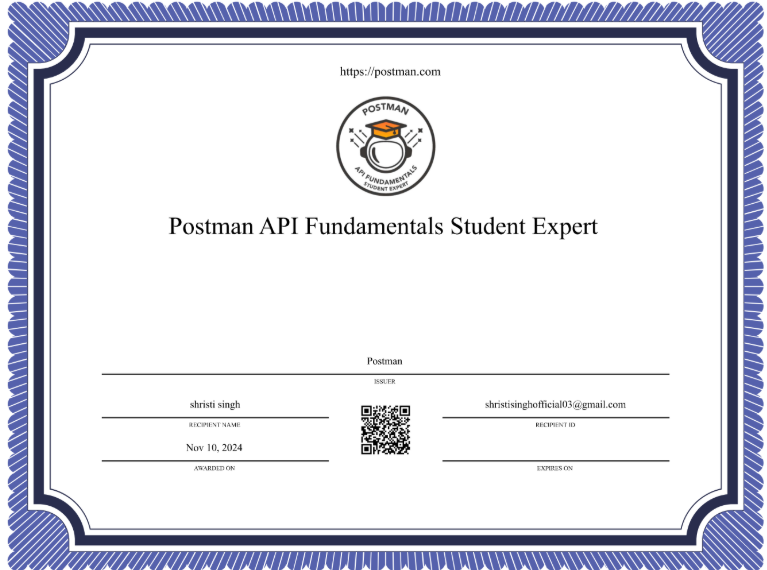 https://postman.com
POSTMAN
API FUNDAMENTALS
STUDENT EXPERT
Postman API Fundamentals Student Expert
Postman
ISSUER
shristi singh
RECIPIENT NAME
shristisinghofficial03@gmail.com
RECIPIENT ID
Nov 10, 2024
AWARDED ON
EXPIRES ON